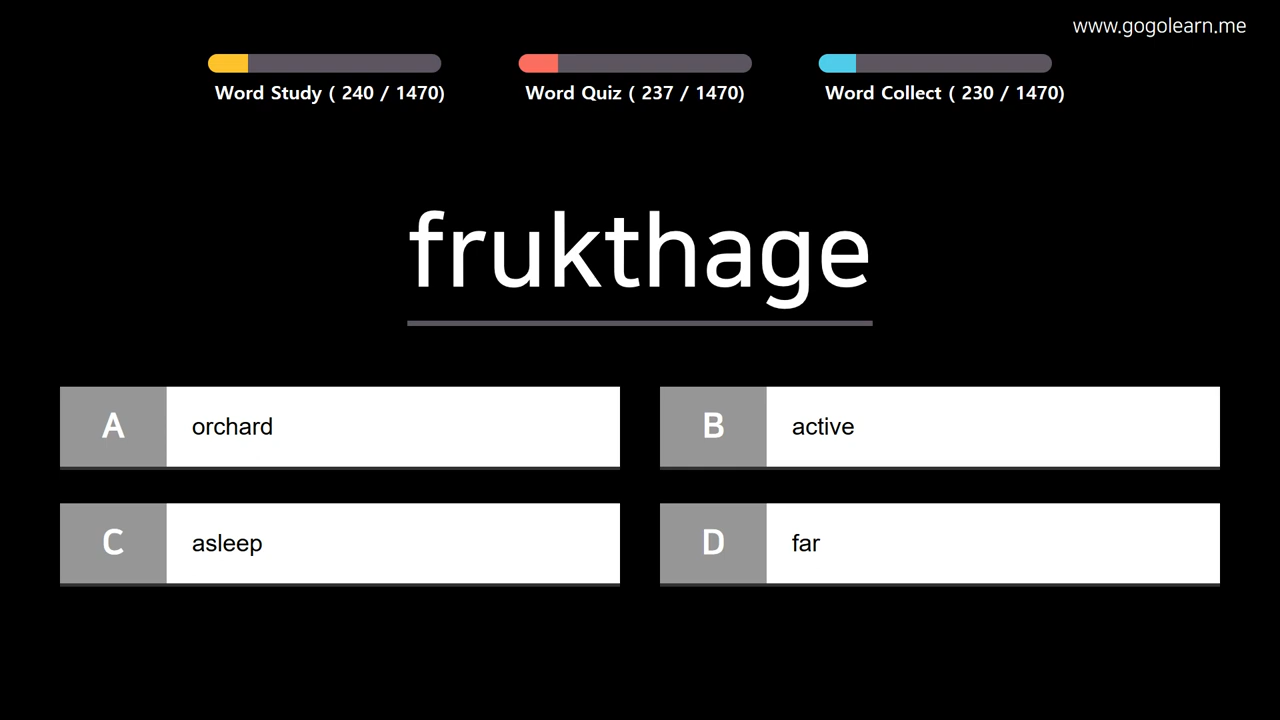 www.gogolearn.me
Word Study ( 240 / 1470)
Word Quiz ( 237 / 1470)
Word Collect ( 230 / 1470)
frukthage
A orchard
B active
C asleep
D far